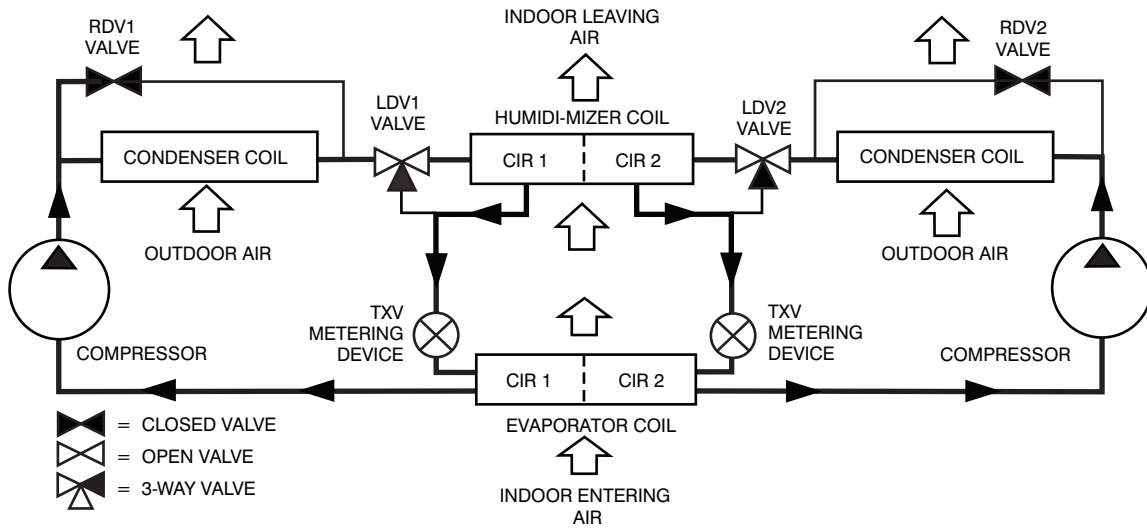 RDV1
VALVE
INDOOR LEAVING
AIR
RDV2
VALVE
LDV1
VALVE
HUMIDI-MIZER COIL
LDV2
VALVE
CONDENSER COIL
CIR 1
CIR 2
CONDENSER COIL
OUTDOOR AIR
OUTDOOR AIR
TXV
METERING
DEVICE
TXV
METERING
DEVICE
COMPRESSOR
COMPRESSOR
CIR 1
CIR 2
EVAPORATOR COIL
= CLOSED VALVE
= OPEN VALVE
= 3-WAY VALVE
INDOOR ENTERING
AIR